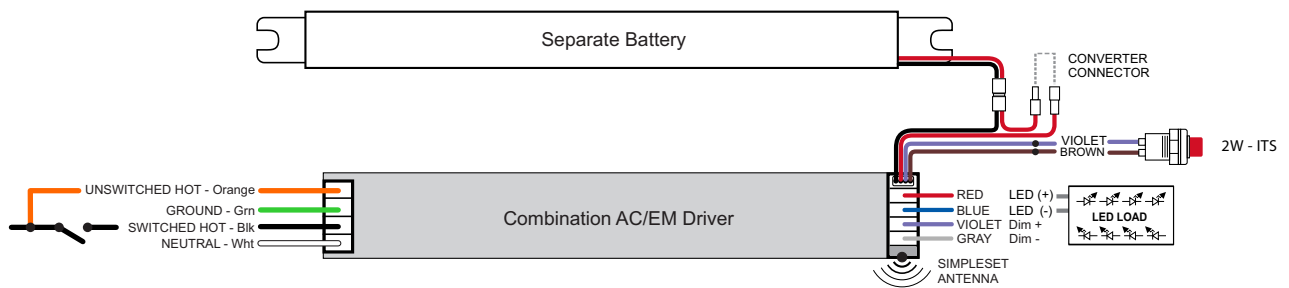 Separate Battery
CONVERTER
CONNECTOR
VIOLET
BROWN
2W - ITS
UNSWITCHED HOT - Orange
GROUND - Grn
SWITCHED HOT - Blk
NEUTRAL - Wht
Combination AC/EM Driver
RED LED (+)
BLUE LED (-)
VIOLET Dim +
GRAY Dim -
LED LOAD
SIMPLESET
ANTENNA